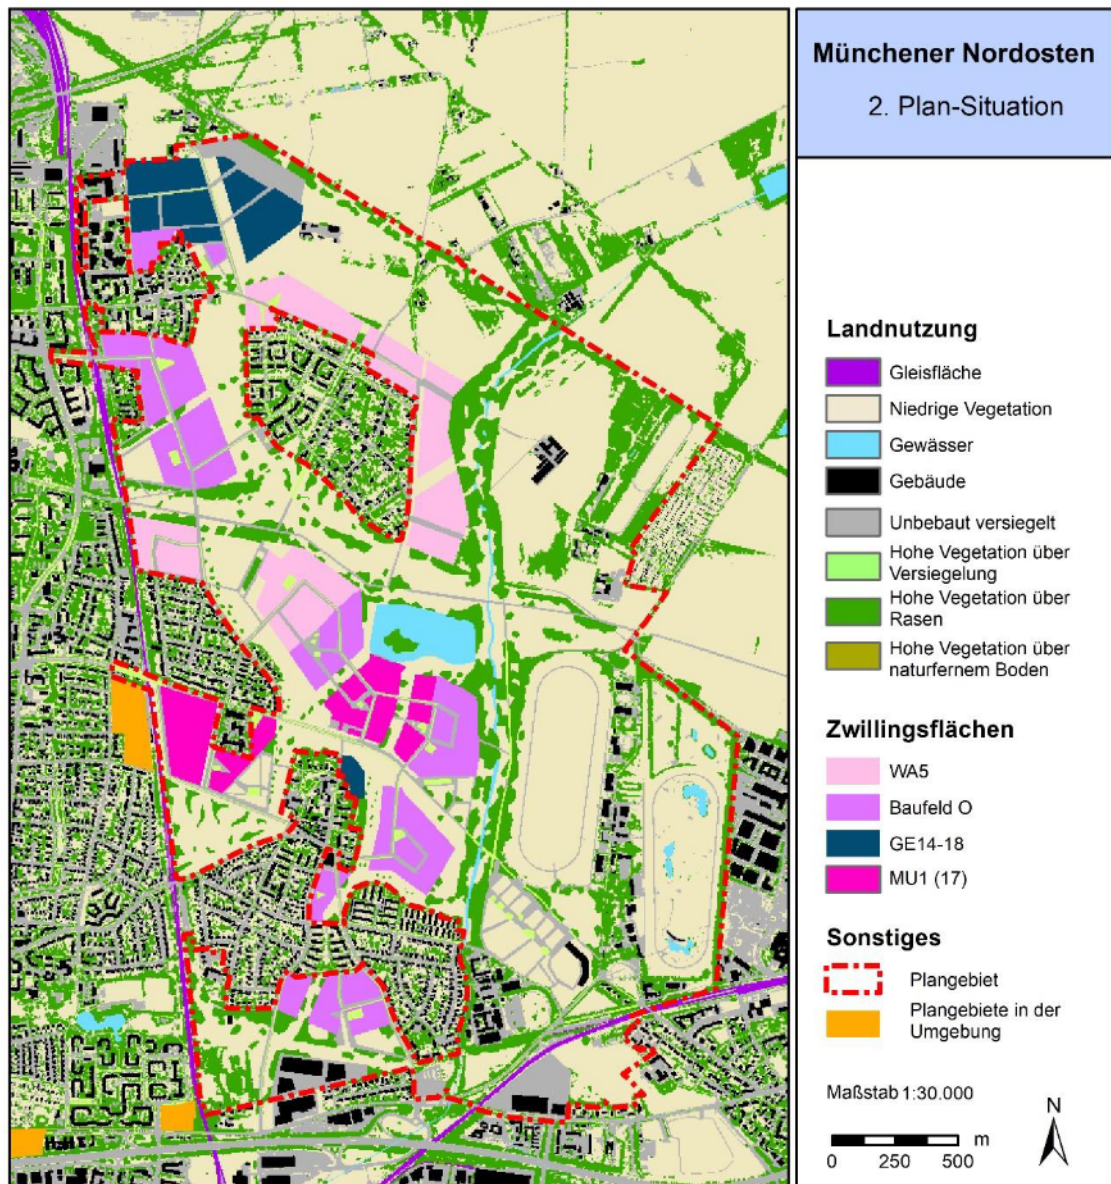 Münchener Nordosten
2. Plan-Situation
Landnutzung
Gleisfläche
Niedrige Vegetation
Gewässer
Gebäude
Unbebaut versiegelt
Hohe Vegetation über
Versiegelung
Hohe Vegetation über
Rasen
Hohe Vegetation über
naturfernem Boden
Zwillingsflächen
WA5
Baufeld O
GE14-18
MU1 (17)
Sonstiges
Plangebiet
Plangebiete in der
Umgebung
Maßstab 1:30.000
N
m
0 250 500